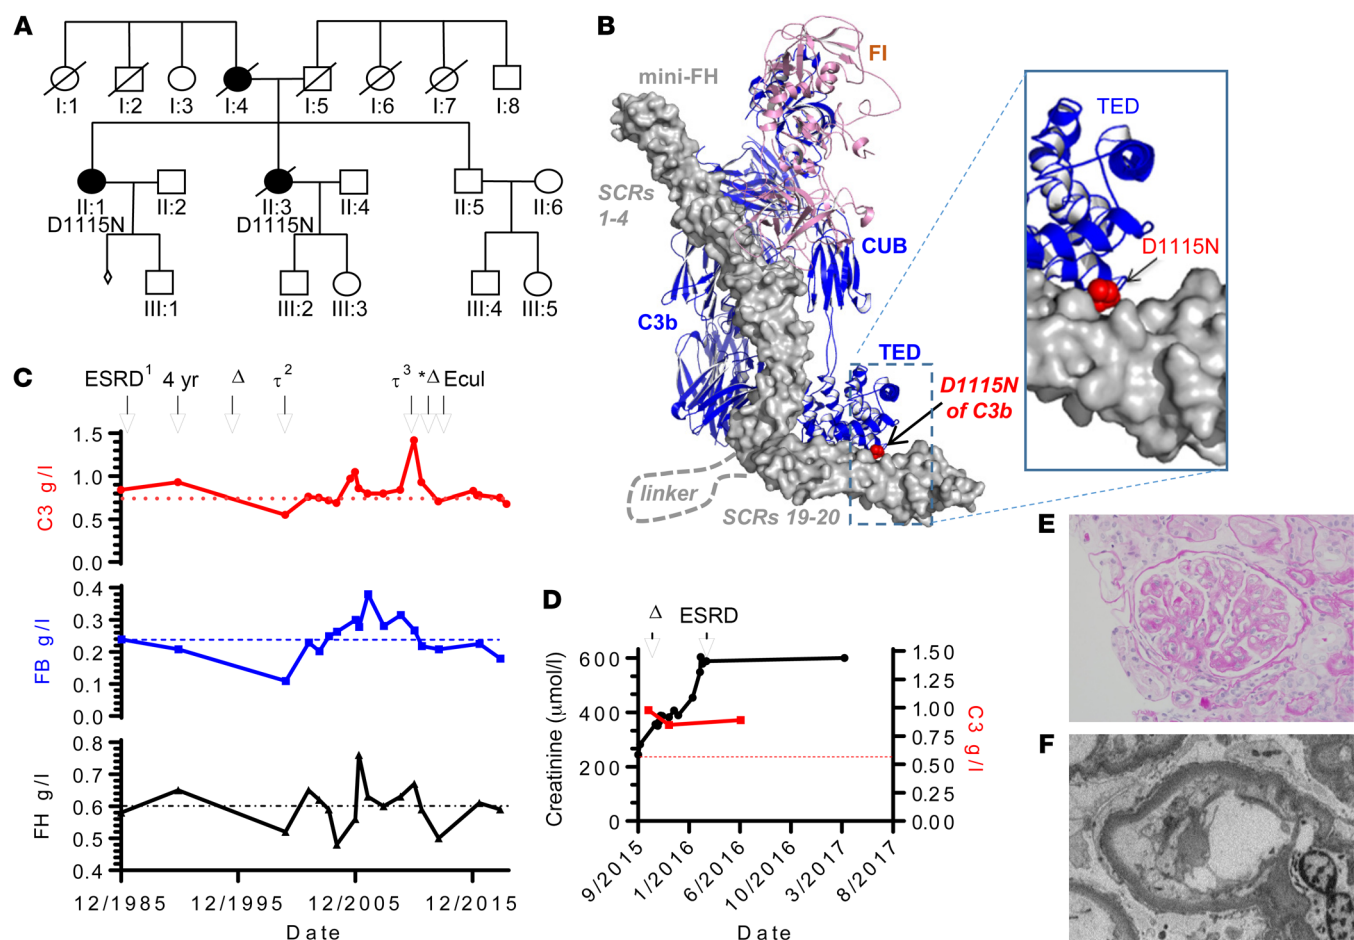 A
I:1 I:2 I:3 I:4 I:5 I:6 I:7 I:8
II:1 II:2 II:3 II:4 II:5 II:6
D1115N D1115N
III:1 III:2 III:3 III:4 III:5
B
FI
mini-FH
SCRs
1-4
CUB
C3b
TED
D1115N
of C3b
linker
SCRs 19-20
TED
D1115N
C
ESRD¹ 4 yr Δ τ² τ³ *Δ Ecul
C3 g/l
1.5
1.0
0.5
0.0
FB g/l
0.4
0.3
0.2
0.1
0.0
FH g/l
0.8
0.7
0.6
0.5
0.4
12/1985 12/1995 12/2005 12/2015
Date
D
Δ ESRD
Creatinine (μmol/l)
600
400
200
0
1.50
1.25
1.00
0.75
0.50
0.25
0.00
C3 g/l
9/2015 1/2016 6/2016 10/2016 3/2017 8/2017
Date
E
F